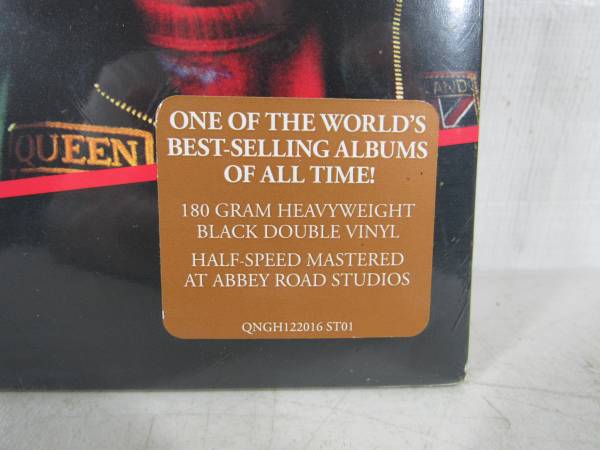 AND
QUEEN
ONE OF THE WORLD'S
BEST-SELLING ALBUMS
OF ALL TIME!
180 GRAM HEAVYWEIGHT
BLACK DOUBLE VINYL
HALF-SPEED MASTERED
AT ABBEY ROAD STUDIOS
QNGH122016 ST01